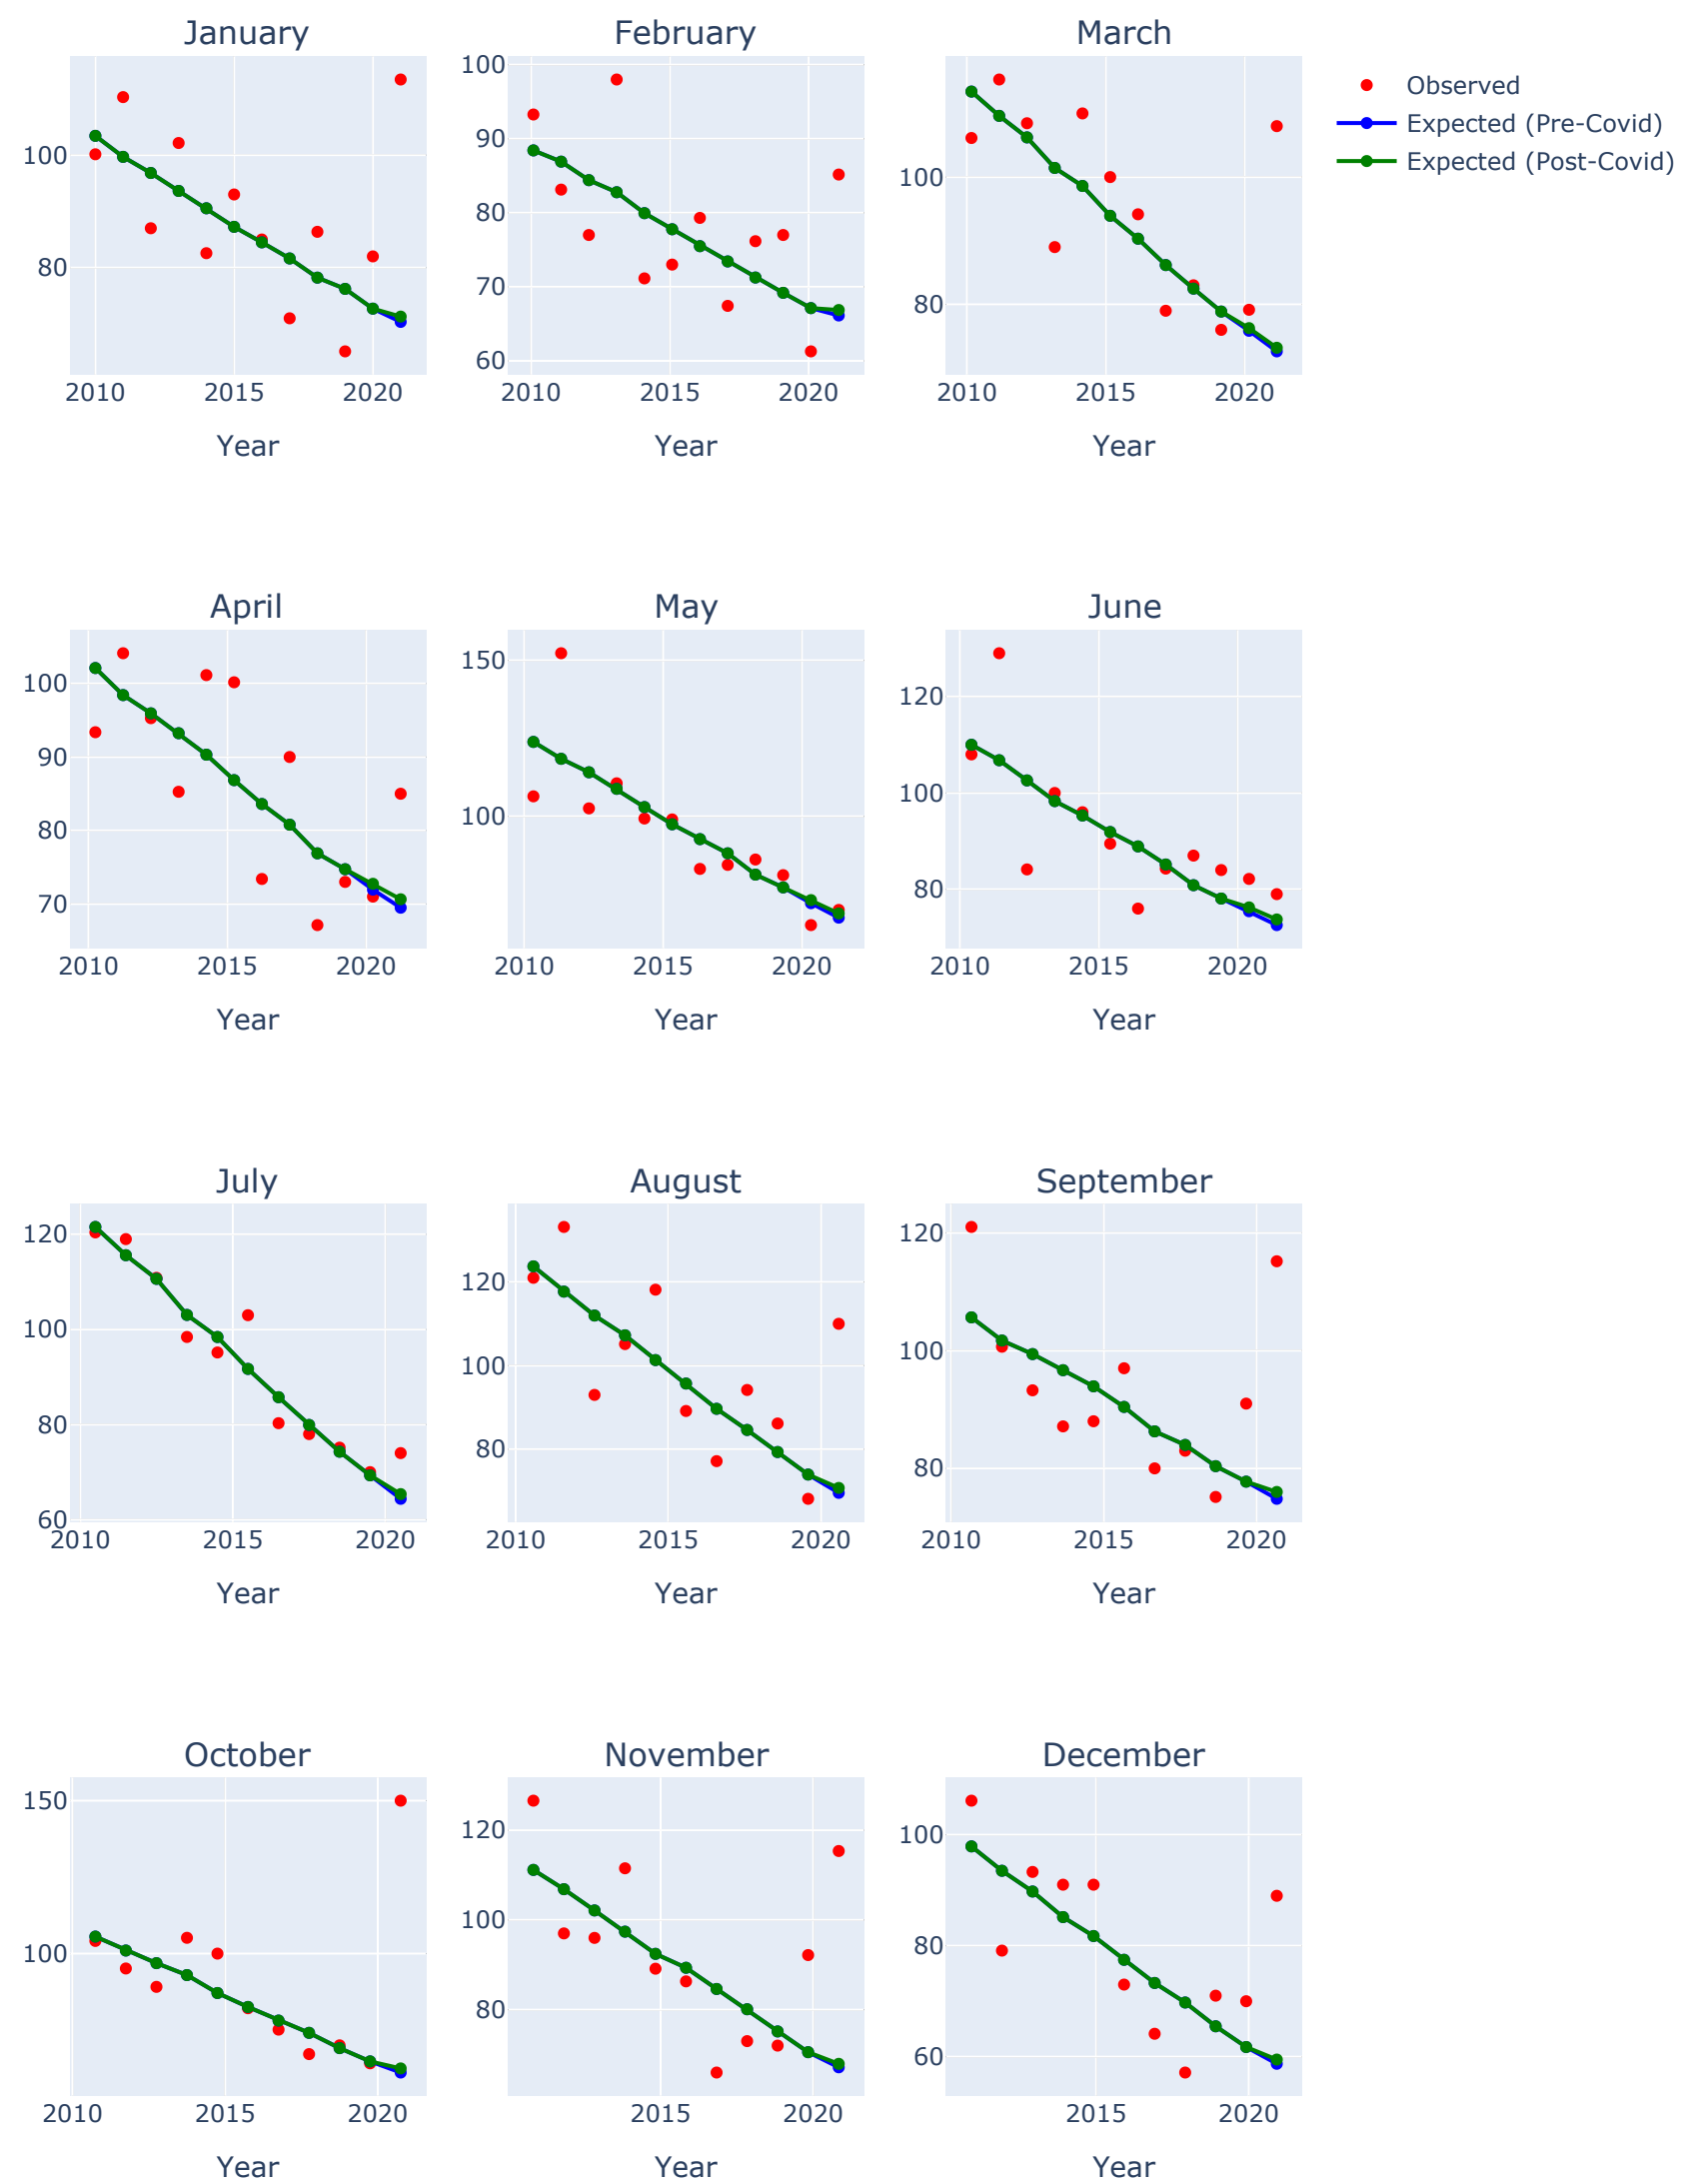 January
February
March
100
80
2010
2015
2020
Year
100
90
80
70
60
2010
2015
2020
Year
100
80
2010
2015
2020
Year
Observed
Expected (Pre-Covid)
Expected (Post-Covid)
April
May
June
100
90
80
70
2010
2015
2020
Year
150
100
2010
2015
2020
Year
120
100
80
2010
2015
2020
Year
July
August
September
120
100
80
60
2010
2015
2020
Year
120
100
80
2010
2015
2020
Year
120
100
80
2010
2015
2020
Year
October
November
December
150
100
2010
2015
2020
Year
120
100
80
2015
2020
Year
100
80
60
2015
2020
Year